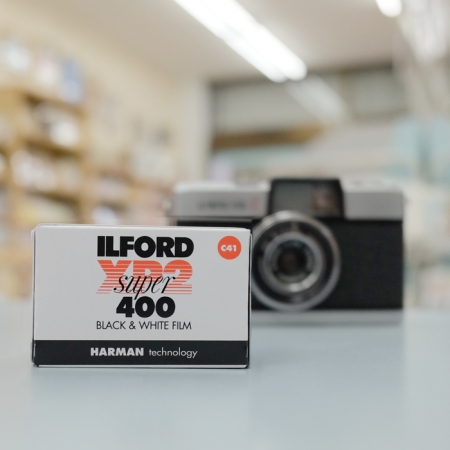 ILFORD
C41
XP2
super
400
BLACK & WHITE FILM
HARMAN technology